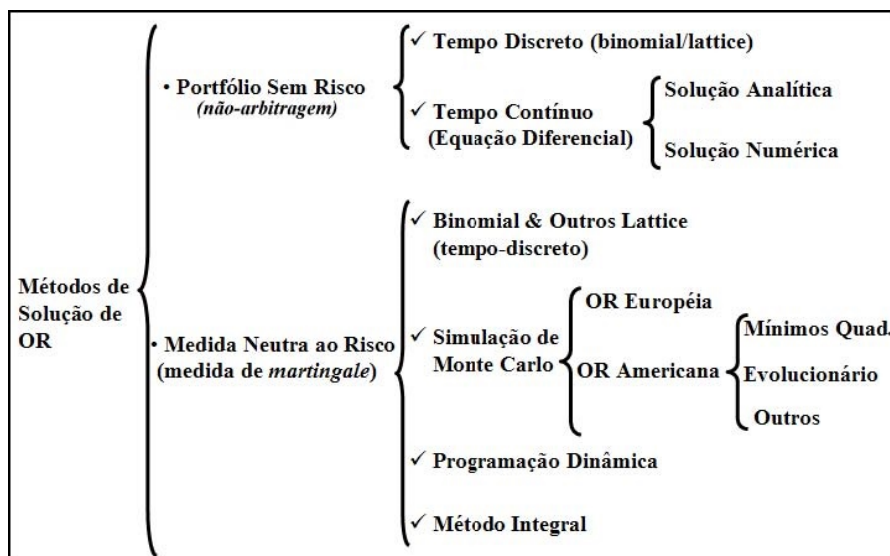 Métodos de
Solução de
OR
• Portfólio Sem Risco
(não-arbitragem)
✓ Tempo Discreto (binomial/lattice)
✓ Tempo Contínuo
(Equação Diferencial)
Solução Analítica
Solução Numérica
• Medida Neutra ao Risco
(medida de martingale)
✓ Binomial & Outros Lattice
(tempo-discreto)
✓ Simulação de
Monte Carlo
OR Européia
OR Americana
Mínimos Quad.
Evolucionário
Outros
✓ Programação Dinâmica
✓ Método Integral